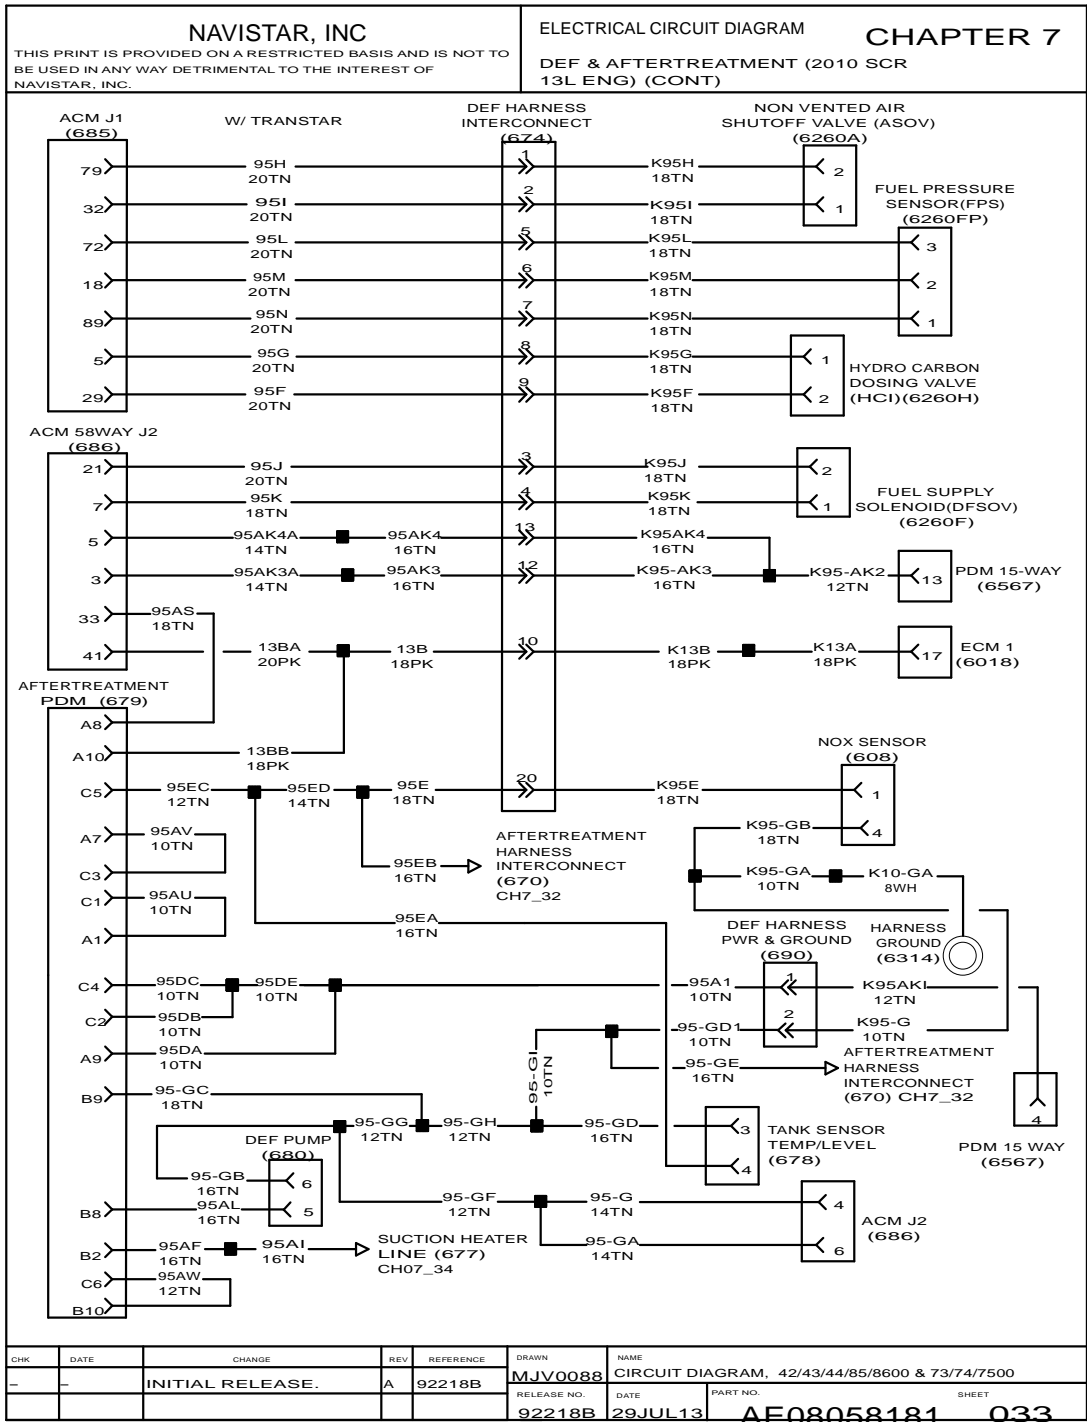 NAVISTAR, INC
THIS PRINT IS PROVIDED ON A RESTRICTED BASIS AND IS NOT TO
BE USED IN ANY WAY DETRIMENTAL TO THE INTEREST OF
NAVISTAR, INC.
ELECTRICAL CIRCUIT DIAGRAM
CHAPTER 7
DEF & AFTERTREATMENT (2010 SCR
13L ENG) (CONT)
ACM J1
(685)
W/ TRANSTAR
DEF HARNESS
INTERCONNECT
(674)
NON VENTED AIR
SHUTOFF VALVE (ASOV)
(6260A)
79 95H 1 K95H 2
20TN 18TN
32 95I 2 K95I 1
20TN 18TN
FUEL PRESSURE
SENSOR(FPS)
(6260FP)
72 95L 5 K95L 3
20TN 18TN
18 95M 6 K95M 2
20TN 18TN
89 95N 7 K95N 1
20TN 18TN
5 95G 8 K95G 1
20TN 18TN
29 95F 9 K95F 2
20TN 18TN
HYDRO CARBON
DOSING VALVE
(HCI)(6260H)
ACM 58WAY J2
(686)
21 95J 3 K95J 2
20TN 18TN
7 95K 4 K95K 1
18TN 18TN
FUEL SUPPLY
SOLENOID(DFSOV)
(6260F)
5 95AK4A 95AK4 13 K95AK4
14TN 16TN 16TN
3 95AK3A 95AK3 12 K95-AK3 K95-AK2 13
14TN 16TN 16TN 12TN
PDM 15-WAY
(6567)
33 95AS
18TN
41 13BA 13B 10 K13B K13A 17
20PK 18PK 18PK 18PK
ECM 1
(6018)
AFTERTREATMENT
PDM (679)
A8
A10 13BB
18PK
NOX SENSOR
(608)
C5 95EC 95ED 95E 20 K95E 1
12TN 14TN 18TN 18TN
A7 95AV
10TN
K95-GB 4
18TN
AFTERTREATMENT
HARNESS
INTERCONNECT
(670)
CH7_32
95EB
16TN
C3
K95-GA K10-GA
10TN 8WH
C1 95AU
10TN
95EA
16TN
A1
DEF HARNESS
PWR & GROUND
(690)
HARNESS
GROUND
(6314)
C4 95DC 95DE 95A1 1 K95AKI
10TN 10TN 10TN 12TN
C2 95DB
10TN
95-GD1 2 K95-G
10TN 10TN
A9 95DA
10TN
95-GI
10TN
95-GE
16TN
AFTERTREATMENT
HARNESS
INTERCONNECT
(670) CH7_32
B9 95-GC
18TN
4
PDM 15 WAY
(6567)
95-GG 95-GH 95-GD 3
12TN 12TN 16TN
4
TANK SENSOR
TEMP/LEVEL
(678)
DEF PUMP
(680)
95-GB 6
16TN
B8 95AL 5
16TN
95-GF 95-G 4
12TN 14TN
95-GA 6
14TN
ACM J2
(686)
B2 95AF 95AI
16TN 16TN
SUCTION HEATER
LINE (677)
CH07_34
C6 95AW
12TN
B10
CHK DATE CHANGE REV REFERENCE
– – INITIAL RELEASE. A 92218B
DRAWN
MJV0088
NAME
CIRCUIT DIAGRAM, 42/43/44/85/8600 & 73/74/7500
RELEASE NO.
92218B
DATE
29JUL13
PART NO.
AE08058181
SHEET
033